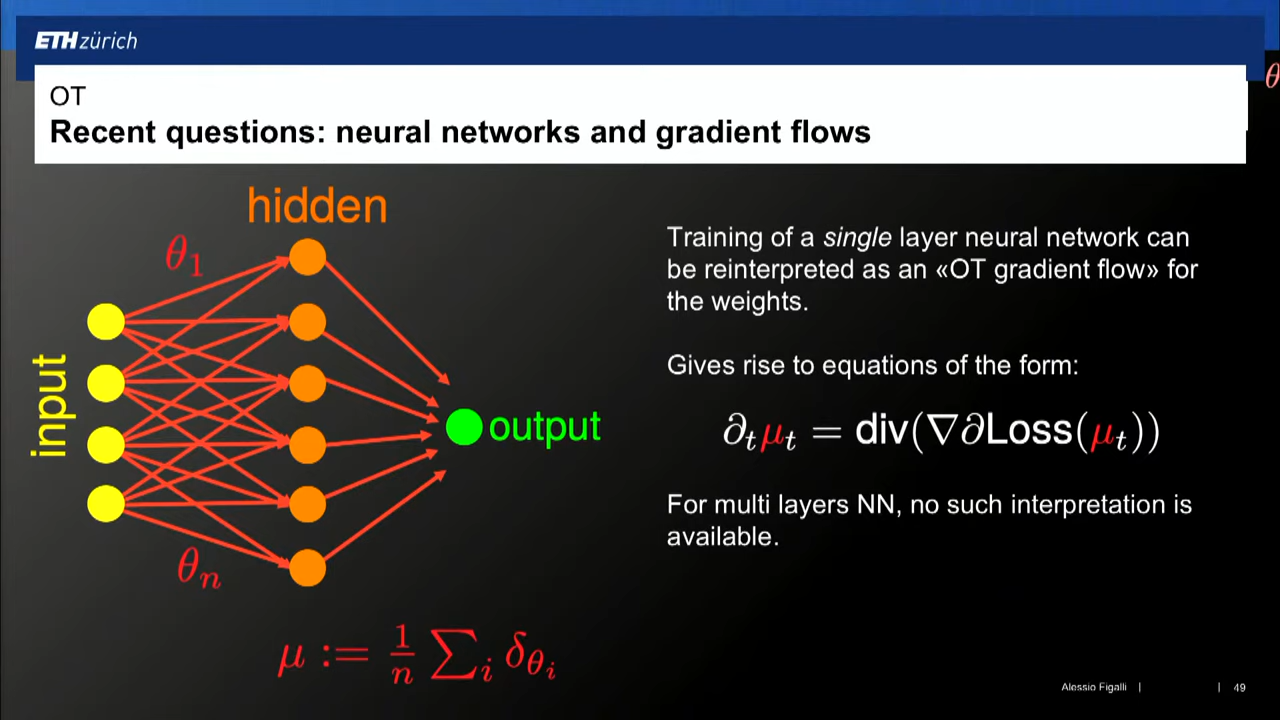 ETH zürich
θ
OT
Recent questions: neural networks and gradient flows
hidden
θ₁
input
output
θₙ
μ := 1/n ∑ᵢ δ_θᵢ
Training of a single layer neural network can
be reinterpreted as an «OT gradient flow» for
the weights.
Gives rise to equations of the form:
∂ₜμₜ = div(∇∂Loss(μₜ))
For multi layers NN, no such interpretation is
available.
Alessio Figalli | | 49